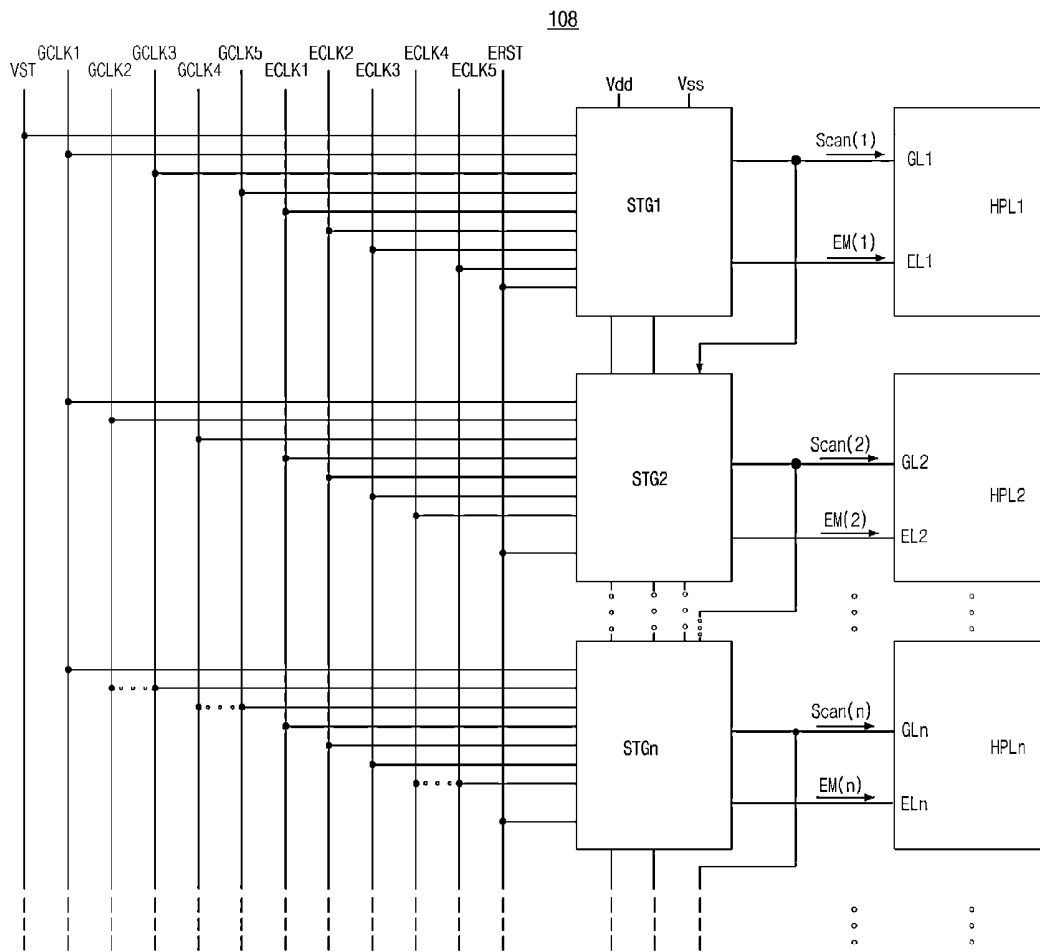 108
GCLK1 GCLK3 GCLK5 ECLK2 ECLK4 ERST
VST GCLK2 GCLK4 ECLK1 ECLK3 ECLK5
Vdd Vss
Scan(1)
GL1
STG1 HPL1
EM(1)
EL1
Scan(2)
GL2
STG2 HPL2
EM(2)
EL2
Scan(n)
GLn
STGn HPLn
EM(n)
ELn